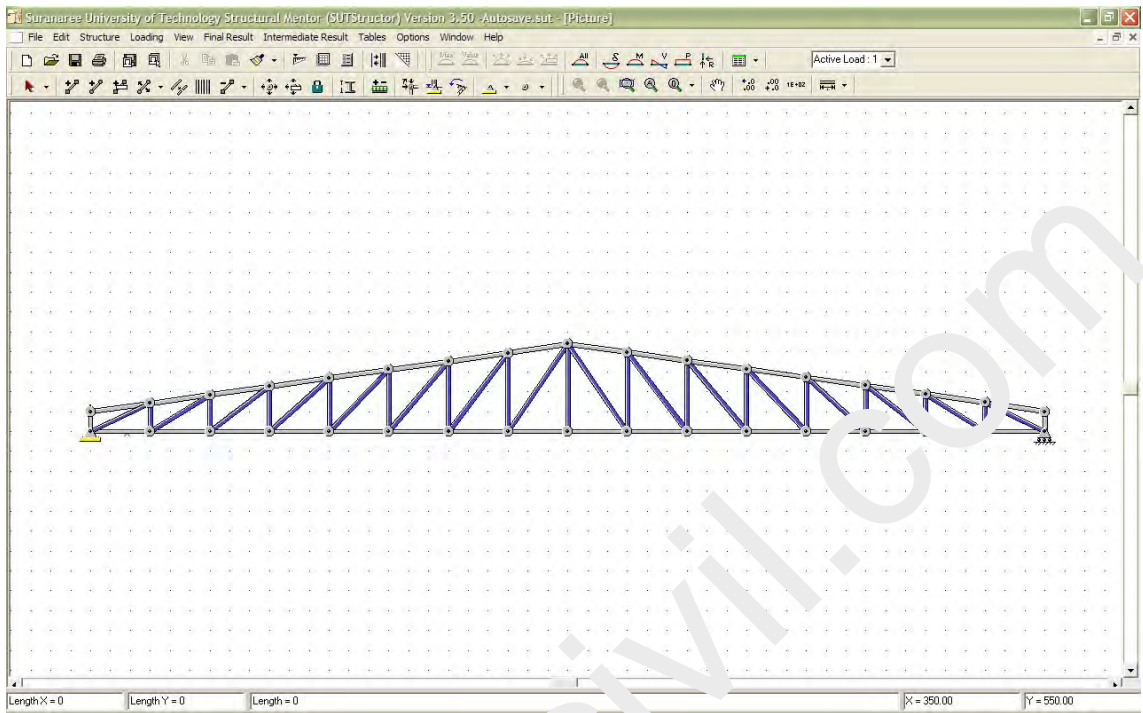 Suranaree University of Technology Structural Mentor (SUTStructor) Version 3.50 -Autosave.sut - [Picture]
File Edit Structure Loading View Final Result Intermediate Result Tables Options Window Help
Active Load : 1
Length X = 0 Length Y = 0 Length = 0 X = 350.00 Y = 550.00